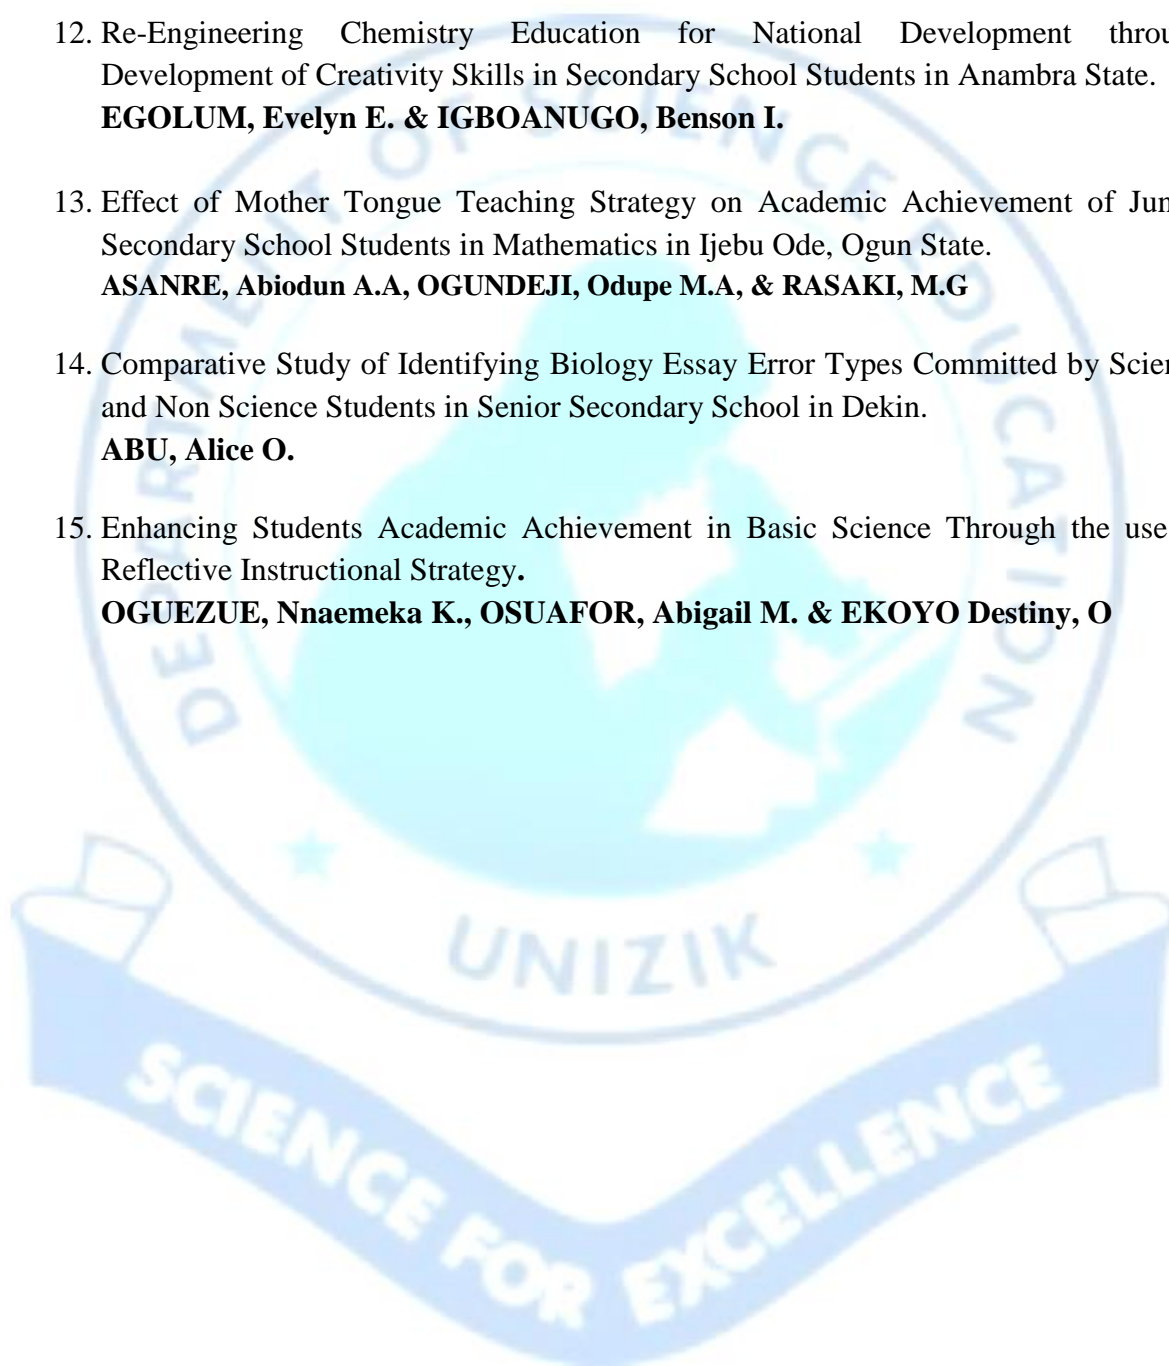 12. Re-Engineering Chemistry Education for National Development throu
Development of Creativity Skills in Secondary School Students in Anambra State.
EGOLUM, Evelyn E. & IGBOANUGO, Benson I.
13. Effect of Mother Tongue Teaching Strategy on Academic Achievement of Jun
Secondary School Students in Mathematics in Ijebu Ode, Ogun State.
ASANRE, Abiodun A.A, OGUNDEJI, Odupe M.A, & RASAKI, M.G
14. Comparative Study of Identifying Biology Essay Error Types Committed by Scien
and Non Science Students in Senior Secondary School in Dekin.
ABU, Alice O.
15. Enhancing Students Academic Achievement in Basic Science Through the use
Reflective Instructional Strategy.
OGUEZUE, Nnaemeka K., OSUAFOR, Abigail M. & EKOYO Destiny, O
DEPARTMENT OF SCIENCE EDUCATION
UNIZIK
SCIENCE FOR EXCELLENCE